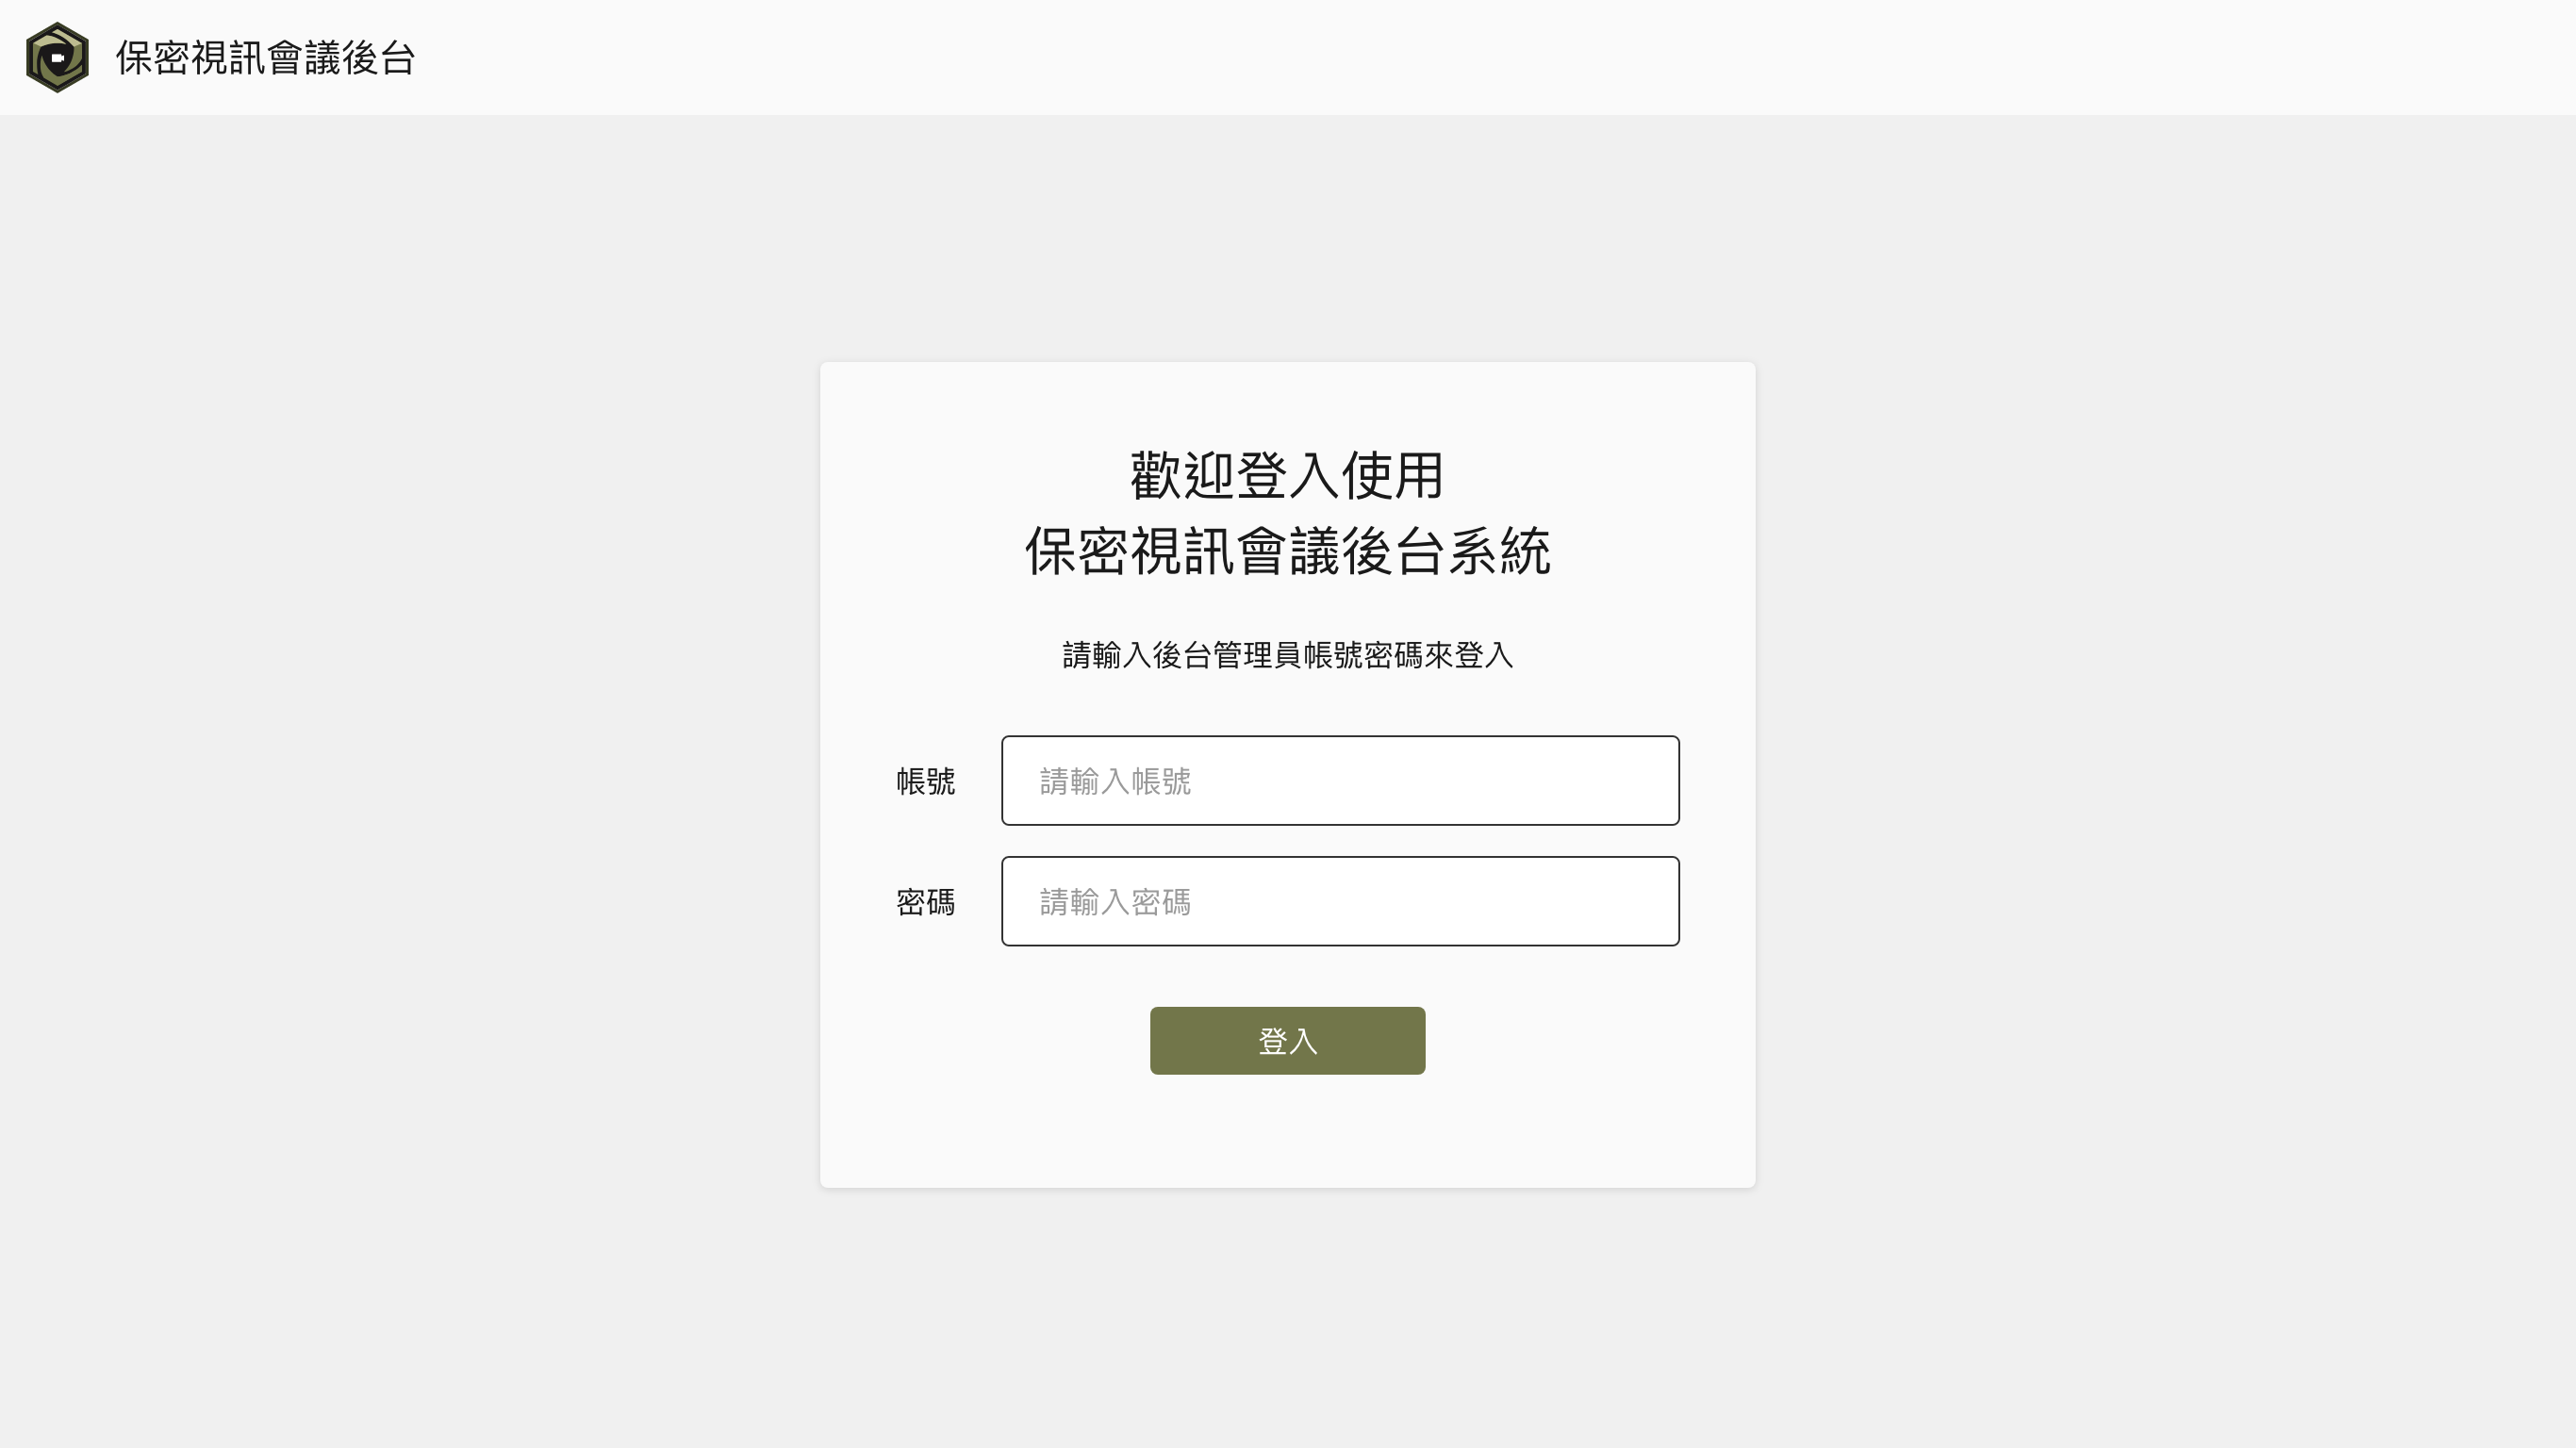 保密視訊會議後台
歡迎登入使用
保密視訊會議後台系統
請輸入後台管理員帳號密碼來登入
帳號
請輸入帳號
密碼
請輸入密碼
登入